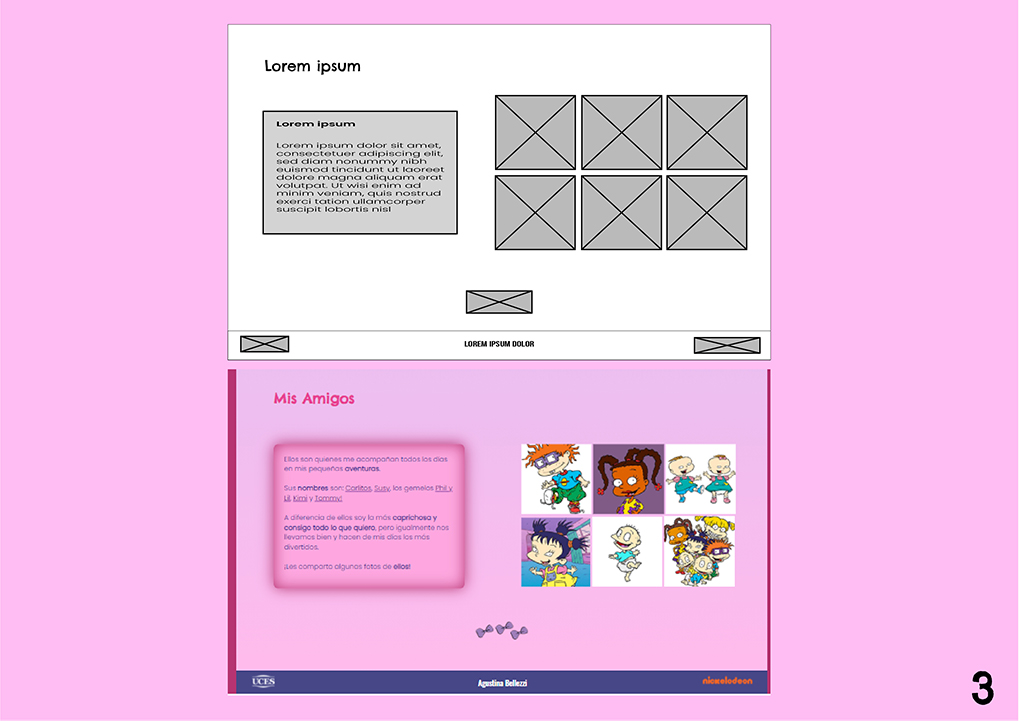 Lorem ipsum
Lorem ipsum
Lorem ipsum dolor sit amet,
consectetuer adipiscing elit,
sed diam nonummy nibh
euismod tincidunt ut laoreet
dolore magna aliquam erat
volutpat. Ut wisi enim ad
minim veniam, quis nostrud
exerci tation ullamcorper
suscipit lobortis nisl
LOREM IPSUM DOLOR
Mis Amigos
Ellos son quienes me acompañan todos los días
en mis pequeñas aventuras.
Sus nombres son: Carlitos, Susy, los gemelos Phil y
Lil, Kimi y Tommy!
A diferencia de ellos soy la más caprichosa y
consigo todo lo que quiero, pero igualmente nos
llevamos bien y hacen de mis días los más
divertidos.
¡Les comparto algunas fotos de ellos!
UCES
Agustina Bellezzi
nickelodeon
3